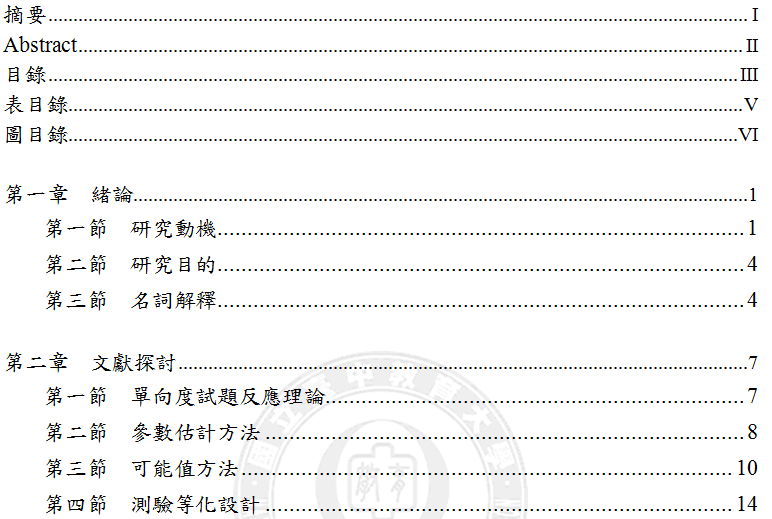 摘要 I
Abstract II
目錄 III
表目錄 V
圖目錄 VI
第一章 緒論 1
第一節 研究動機 1
第二節 研究目的 4
第三節 名詞解釋 4
第二章 文獻探討 7
第一節 單向度試題反應理論 7
第二節 參數估計方法 8
第三節 可能值方法 10
第四節 測驗等化設計 14